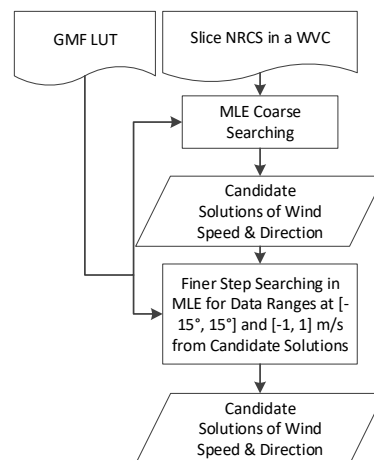 GMF LUT
Slice NRCS in a WVC
MLE Coarse
Searching
Candidate
Solutions of Wind
Speed & Direction
Finer Step Searching in
MLE for Data Ranges at [-
15°, 15°] and [-1, 1] m/s
from Candidate Solutions
Candidate
Solutions of Wind
Speed & Direction